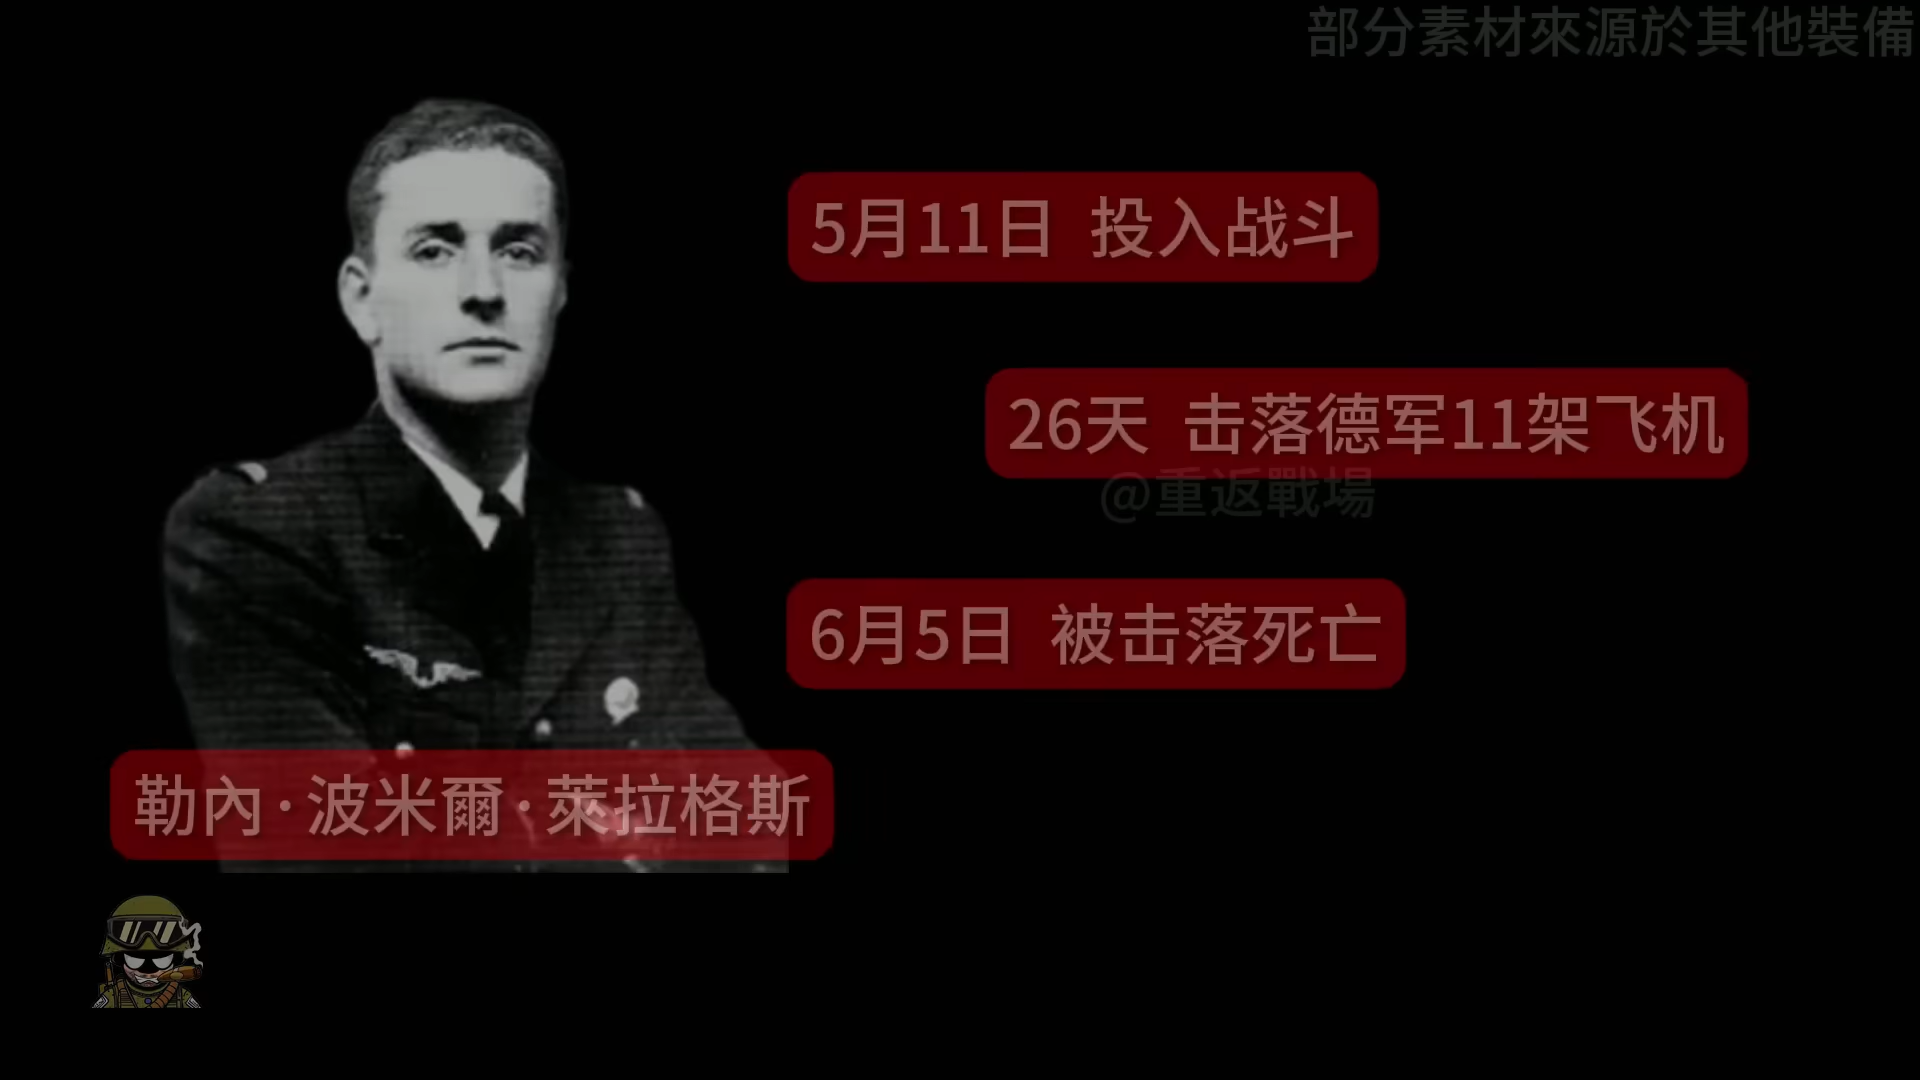 部分素材來源於其他裝備
5月11日 投入战斗
26天 击落德军11架飞机
@重返戰場
6月5日 被击落死亡
勒內·波米爾·萊拉格斯